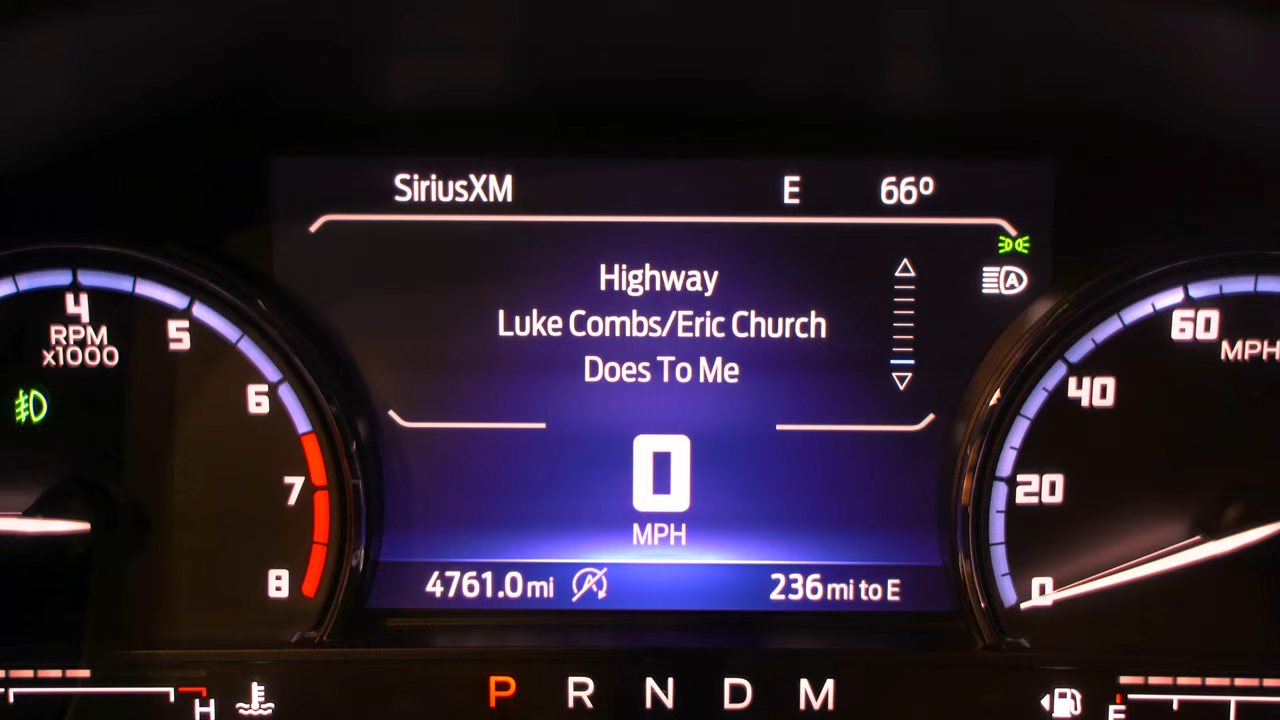 SiriusXM E 66º
Highway
Luke Combs/Eric Church
Does To Me
4
RPM
x1000
5
6
7
8
0
MPH
4761.0 mi
236 mi to E
60
MPH
40
20
0
A
H
P R N D M
E